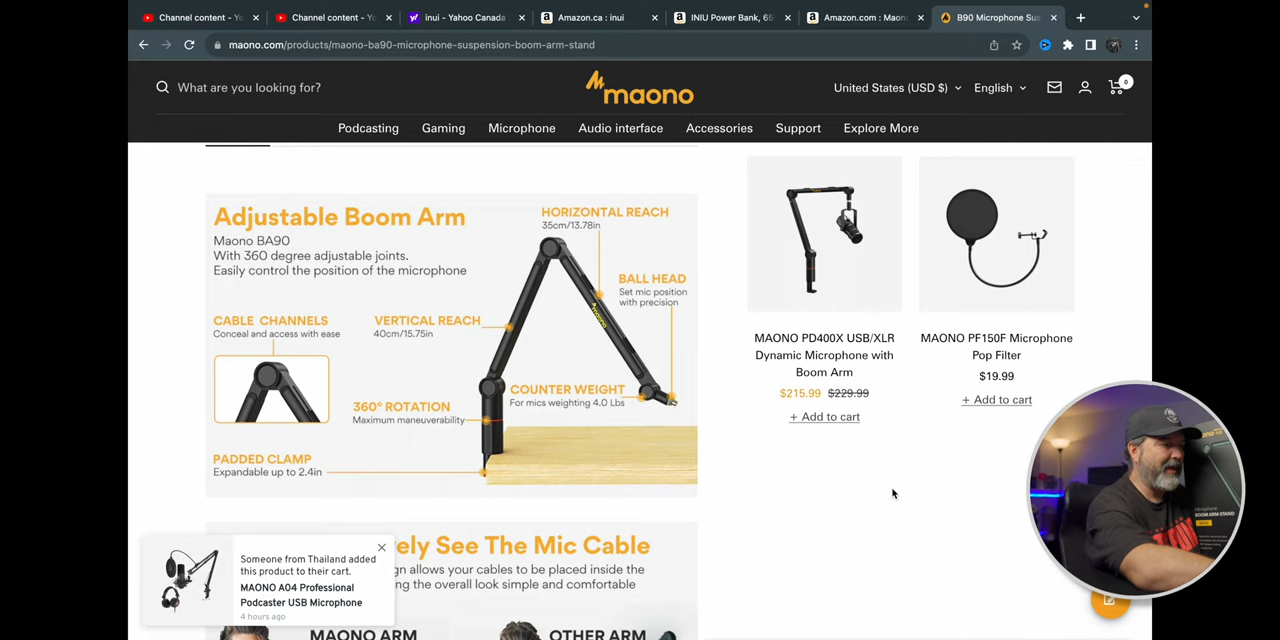 Channel content - Yo
Channel content - Yo
inui - Yahoo Canada
Amazon.ca : inui
INIU Power Bank, 65
Amazon.com : Maon
B90 Microphone Sus
maono.com/products/maono-ba90-microphone-suspension-boom-arm-stand
What are you looking for?
maono
United States (USD $)
English
0
Podcasting
Gaming
Microphone
Audio interface
Accessories
Support
Explore More
Adjustable Boom Arm
Maono BA90
With 360 degree adjustable joints.
Easily control the position of the microphone
HORIZONTAL REACH
35cm/13.78in
BALL HEAD
Set mic position
with precision
CABLE CHANNELS
Conceal and access with ease
VERTICAL REACH
40cm/15.75in
maono
COUNTER WEIGHT
For mics weighting 4.0 Lbs
360° ROTATION
Maximum maneuverability
PADDED CLAMP
Expandable up to 2.4in
MAONO PD400X USB/XLR
Dynamic Microphone with
Boom Arm
$215.99 $229.99
+ Add to cart
MAONO PF150F Microphone
Pop Filter
$19.99
+ Add to cart
ely See The Mic Cable
gn allows your cables to be placed inside the
ng the overall look simple and comfortable
MAONO ARM
OTHER ARM
Someone from Thailand added
this product to their cart.
MAONO A04 Professional
Podcaster USB Microphone
4 hours ago
Microphone
BOOM ARM STAND